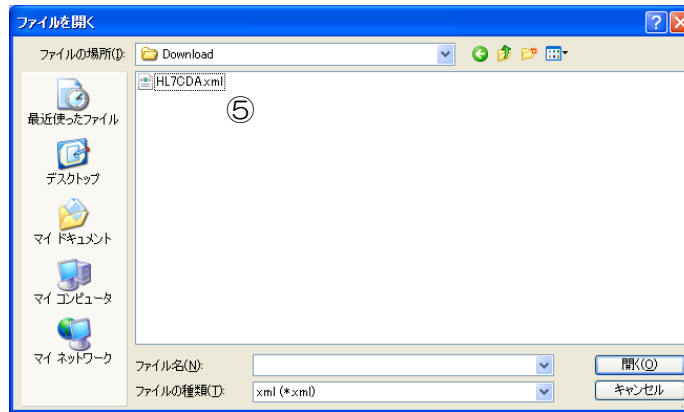 ファイルを開く
ファイルの場所(I):
Download
HL7CDA.xml
⑤
最近使ったファイル
デスクトップ
マイ ドキュメント
マイ コンピュータ
マイ ネットワーク
ファイル名(N):
開く(O)
ファイルの種類(T):
xml (*.xml)
キャンセル